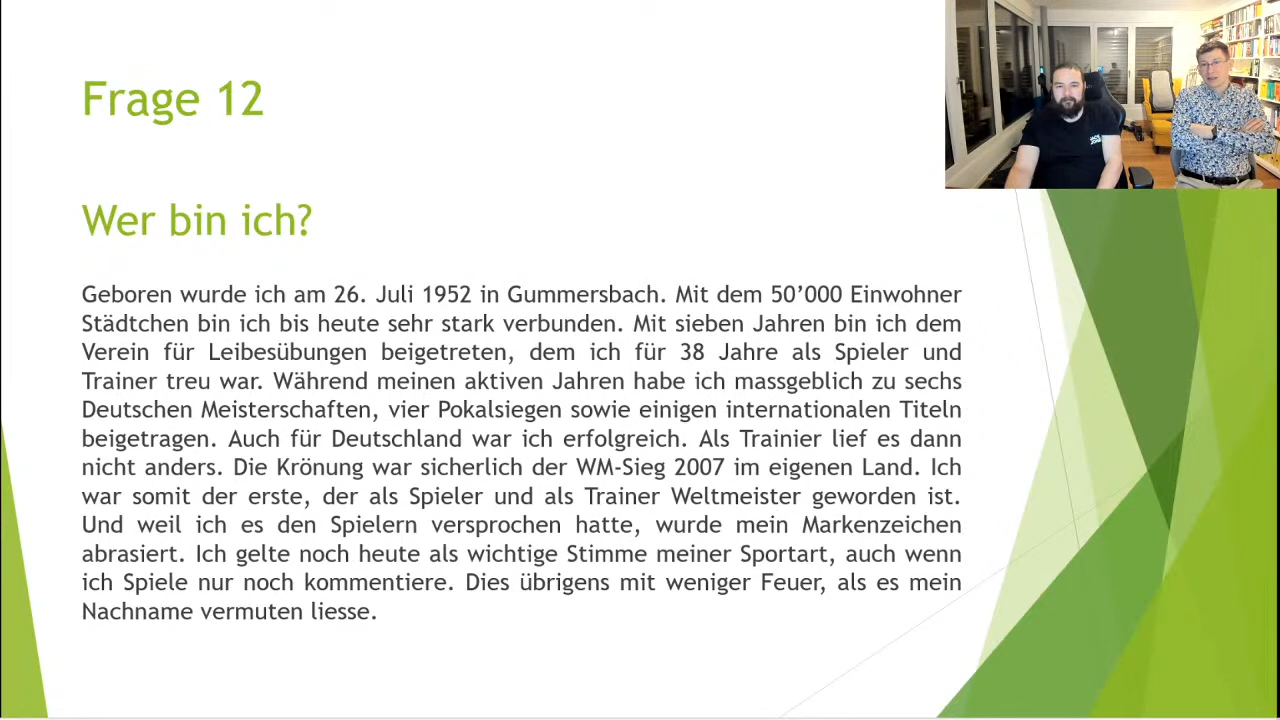 Frage 12
Wer bin ich?
Geboren wurde ich am 26. Juli 1952 in Gummersbach. Mit dem 50’000 Einwohner
Städtchen bin ich bis heute sehr stark verbunden. Mit sieben Jahren bin ich dem
Verein für Leibesübungen beigetreten, dem ich für 38 Jahre als Spieler und
Trainer treu war. Während meinen aktiven Jahren habe ich massgeblich zu sechs
Deutschen Meisterschaften, vier Pokalsiegen sowie einigen internationalen Titeln
beigetragen. Auch für Deutschland war ich erfolgreich. Als Trainier lief es dann
nicht anders. Die Krönung war sicherlich der WM-Sieg 2007 im eigenen Land. Ich
war somit der erste, der als Spieler und als Trainer Weltmeister geworden ist.
Und weil ich es den Spielern versprochen hatte, wurde mein Markenzeichen
abrasiert. Ich gelte noch heute als wichtige Stimme meiner Sportart, auch wenn
ich Spiele nur noch kommentiere. Dies übrigens mit weniger Feuer, als es mein
Nachname vermuten liesse.